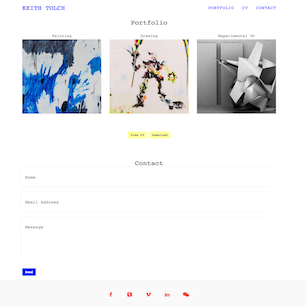 KEITH TOLCH
PORTFOLIO CV CONTACT
Portfolio
Painting
Drawing
Experimental 3D
View CV
Download
Contact
Name
Email Address
Message
Send